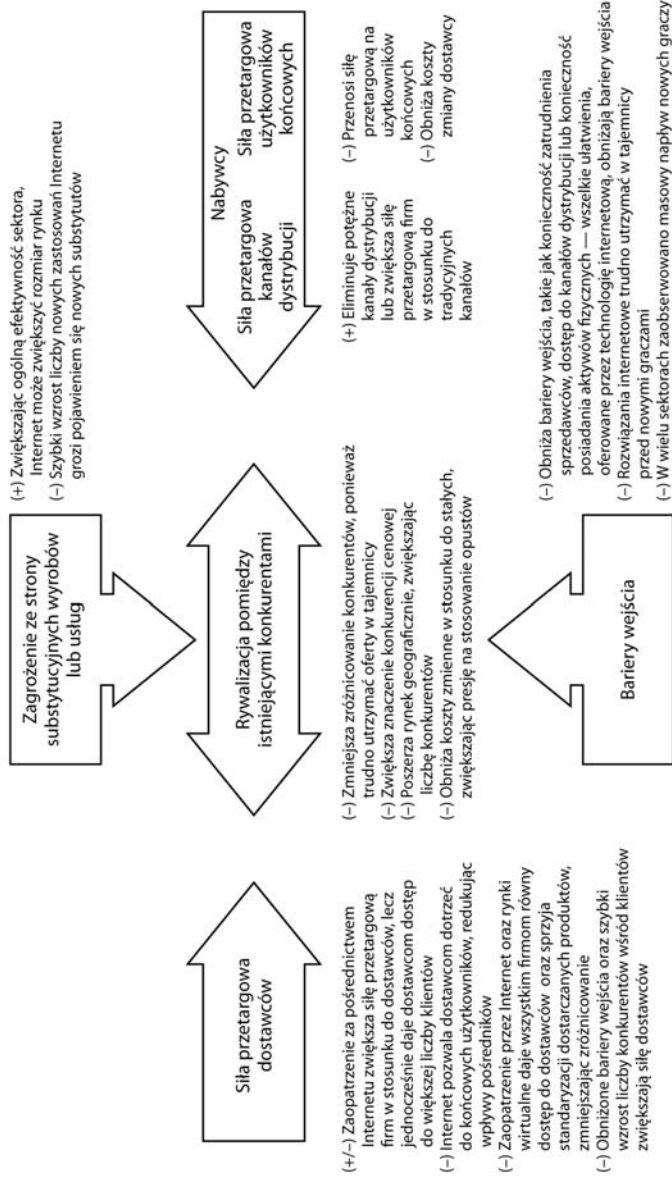 Zagrożenie ze strony
substytucyjnych wyrobów
lub usług
(+) Zwiększając ogólną efektywność sektora,
Internet może zwiększyć rozmiar rynku
(–) Szybki wzrost liczby nowych zastosowań Internetu
grozi pojawieniem się nowych substytutów
Siła przetargowa
dostawców
Rywalizacja pomiędzy
istniejącymi konkurentami
Nabywcy
Siła przetargowa
kanałów
dystrybucji
Siła przetargowa
użytkowników
końcowych
(+/–) Zaopatrzenie za pośrednictwem
Internetu zwiększa siłę przetargową
firm w stosunku do dostawców, lecz
jednocześnie daje dostawcom dostęp
do większej liczby klientów
(–) Internet pozwala dostawcom dotrzeć
do końcowych użytkowników, redukując
wpływy pośredników
(–) Zaopatrzenie przez Internet oraz rynki
wirtualne daje wszystkim firmom równy
dostęp do dostawców oraz sprzyja
standaryzacji dostarczanych produktów,
zmniejszając zróżnicowanie
(–) Obniżone bariery wejścia oraz szybki
wzrost liczby konkurentów wśród klientów
zwiększają siłę dostawców
(–) Zmniejsza zróżnicowanie konkurentów, ponieważ
trudno utrzymać oferty w tajemnicy
(–) Zwiększa znaczenie konkurencji cenowej
(–) Poszerza rynek geograficznie, zwiększając
liczbę konkurentów
(–) Obniża koszty zmienne w stosunku do stałych,
zwiększając presję na stosowanie opustów
(+) Eliminuje potężne
kanały dystrybucji
lub zwiększa siłę
przetargową firm
w stosunku do
tradycyjnych
kanałów
(–) Przenosi siłę
przetargową na
użytkowników
końcowych
(–) Obniża koszty
zmiany dostawcy
Bariery wejścia
(–) Obniża bariery wejścia, takie jak konieczność zatrudnienia
sprzedawców, dostęp do kanałów dystrybucji lub konieczność
posiadania aktywów fizycznych — wszelkie ułatwienia,
oferowane przez technologię internetową, obniżają bariery wejścia
(–) Rozwiązania internetowe trudno utrzymać w tajemnicy
przed nowymi graczami
(–) W wielu sektorach zaobserwowano masowy napływ nowych graczy